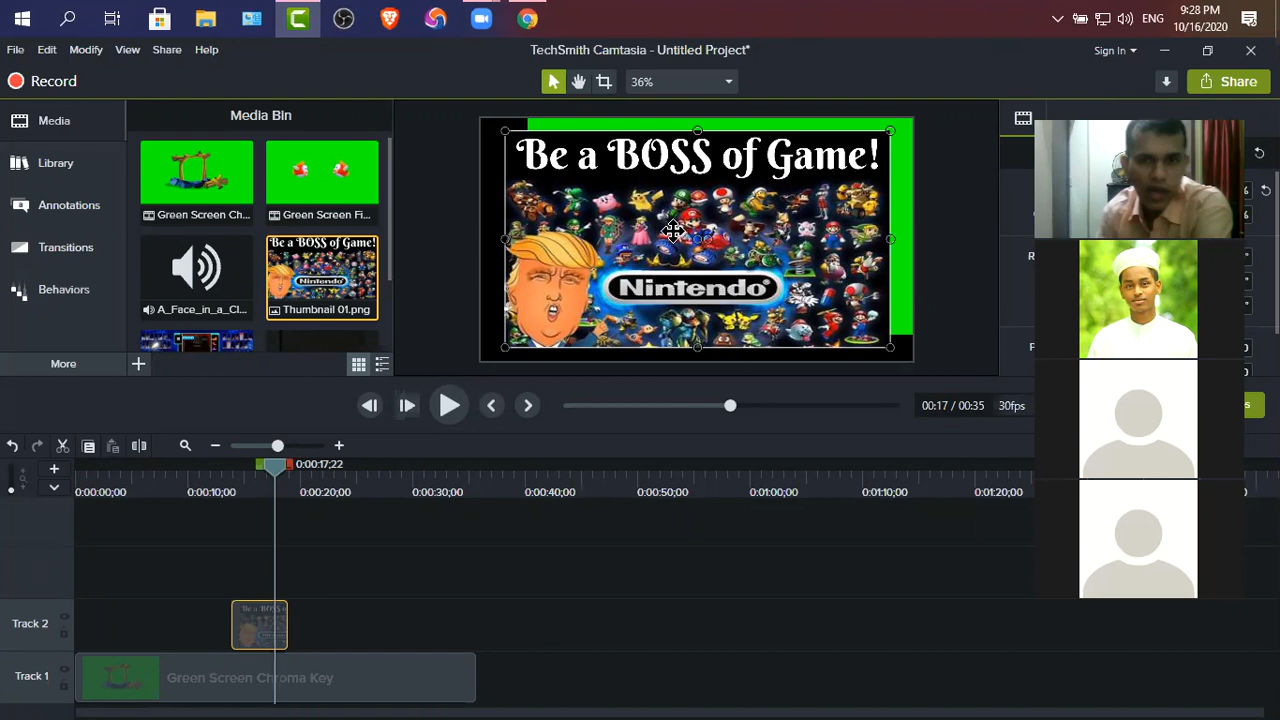 ENG
9:28 PM
10/16/2020
File Edit Modify View Share Help
TechSmith Camtasia - Untitled Project*
Sign In
Record
36%
Share
Media
Library
Annotations
Transitions
Behaviors
More
Media Bin
Green Screen Ch...
Green Screen Fi...
A_Face_in_a_Cl...
Be a BOSS of Game!
Nintendo
Thumbnail 01.png
Be a BOSS of Game!
Nintendo®
00:17 / 00:35
30fps
0:00:17;22
0:00:00;00
0:00:10;00
0:00:20;00
0:00:30;00
0:00:40;00
0:00:50;00
0:01:00;00
0:01:10;00
0:01:20;00
Track 2
Track 1
Green Screen Chroma Key